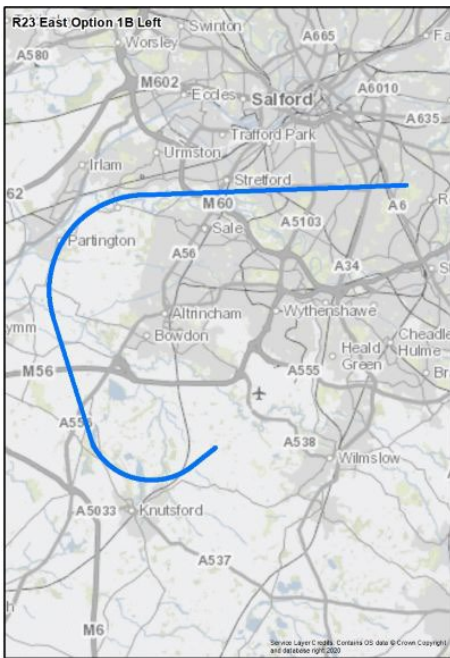 R23 East Option 1B Left
Swinton
A665
Worsley
A580
M602
A6010
Eccles
Salford
A635
Trafford Park
Urmston
Irlam
Stretford
62
M60
A6
A5103
Partington
Sale
A56
A34
Altrincham
Wythenshawe
ymm
Bowdon
Cheadle
Hulme
Heald
Green
M56
A555
Br
A556
A538
Wilmslow
A5033
Knutsford
A537
M6
Service Layer Credits: Contains OS data © Crown Copyright
and database right 2020